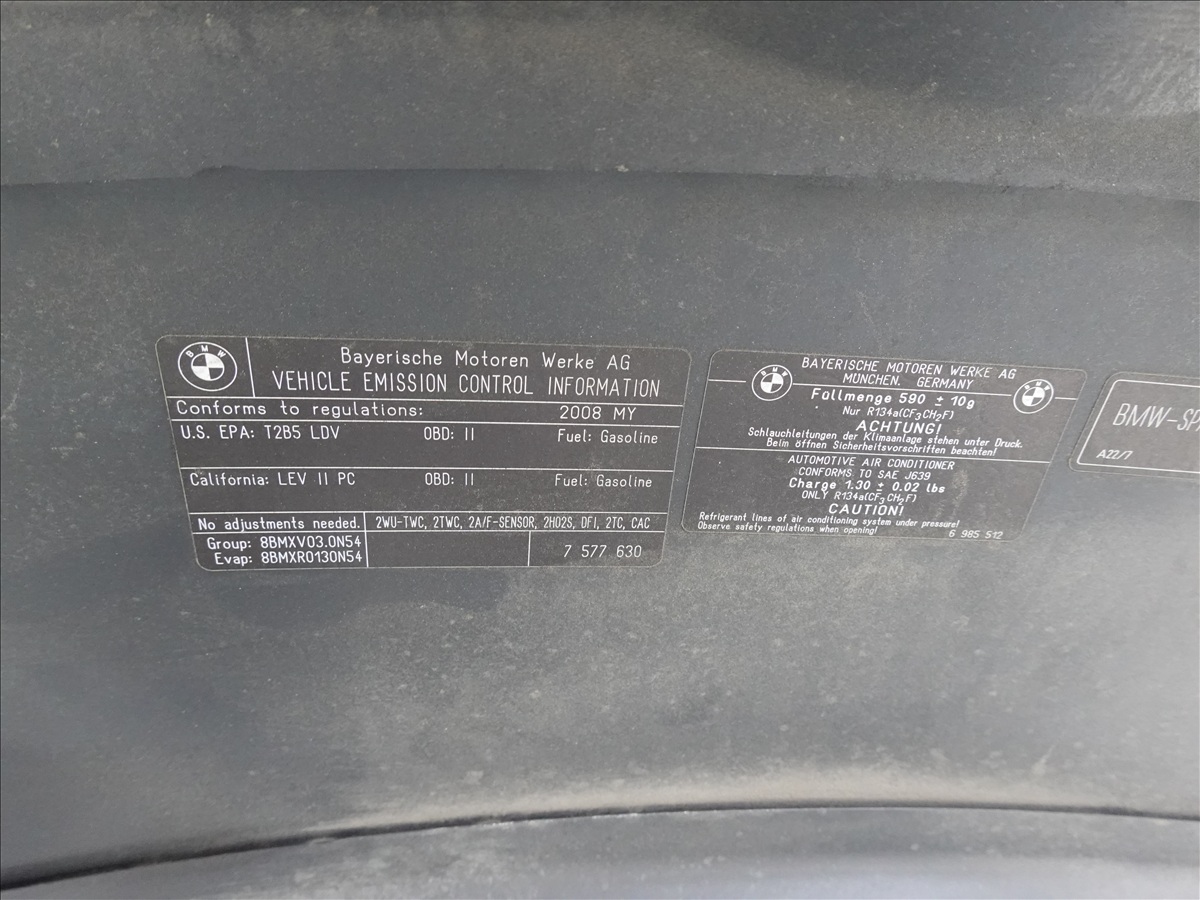 BMW
Bayerische Motoren Werke AG
VEHICLE EMISSION CONTROL INFORMATION
Conforms to regulations: 2008 MY
U.S. EPA: T2B5 LDV OBD: II Fuel: Gasoline
California: LEV II PC OBD: II Fuel: Gasoline
No adjustments needed. 2WU-TWC, 2TWC, 2A/F-SENSOR, 2HO2S, DFI, 2TC, CAC
Group: 8BMXV03.0N54
Evap: 8BMXR0130N54
7 577 630
BMW
BMW
BAYERISCHE MOTOREN WERKE AG
MÜNCHEN, GERMANY
Füllmenge 590 ± 10g
Nur R134a(CF3CH2F)
ACHTUNG!
Schlauchleitungen der Klimaanlage stehen unter Druck.
Beim öffnen Sicherheitsvorschriften beachten!
AUTOMOTIVE AIR CONDITIONER
CONFORMS TO SAE J639
Charge 1.30 ± 0.02 lbs
ONLY R134a(CF3CH2F)
CAUTION!
Refrigerant lines of air conditioning system under pressure!
Observe safety regulations when opening!
6 985 512
BMW-SP
A22/7